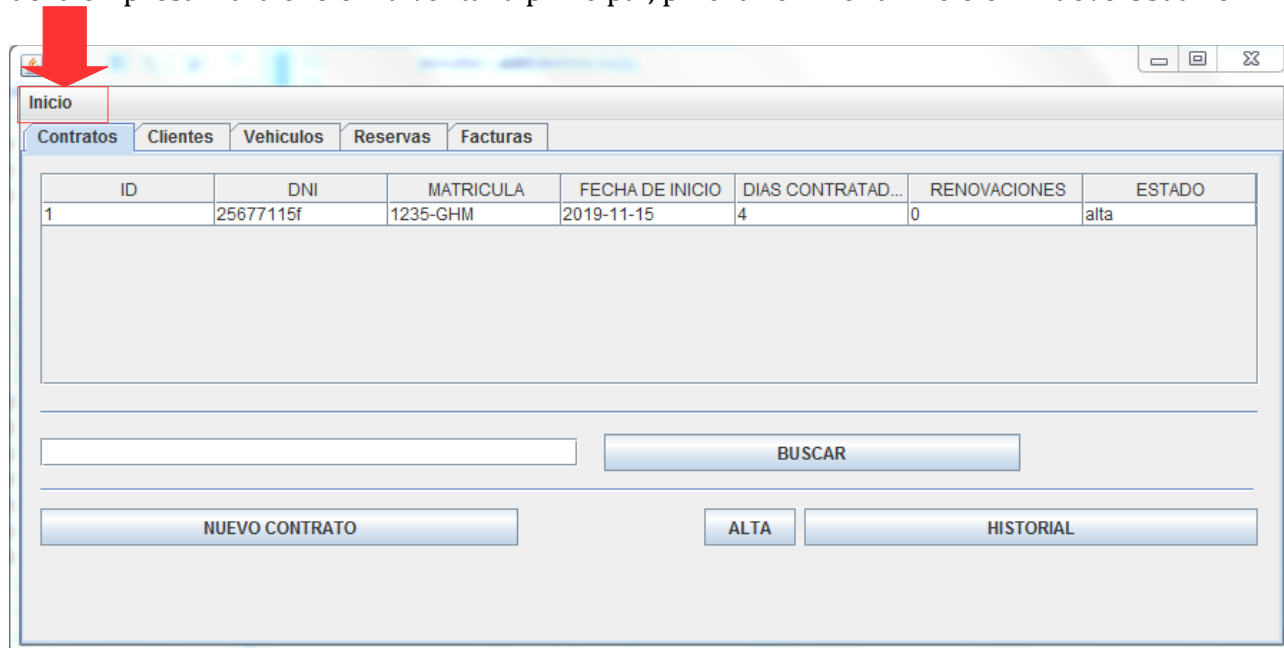 Inicio
Contratos Clientes Vehiculos Reservas Facturas
ID DNI MATRICULA FECHA DE INICIO DIAS CONTRATAD... RENOVACIONES ESTADO
1 25677115f 1235-GHM 2019-11-15 4 0 alta
BUSCAR
NUEVO CONTRATO ALTA HISTORIAL